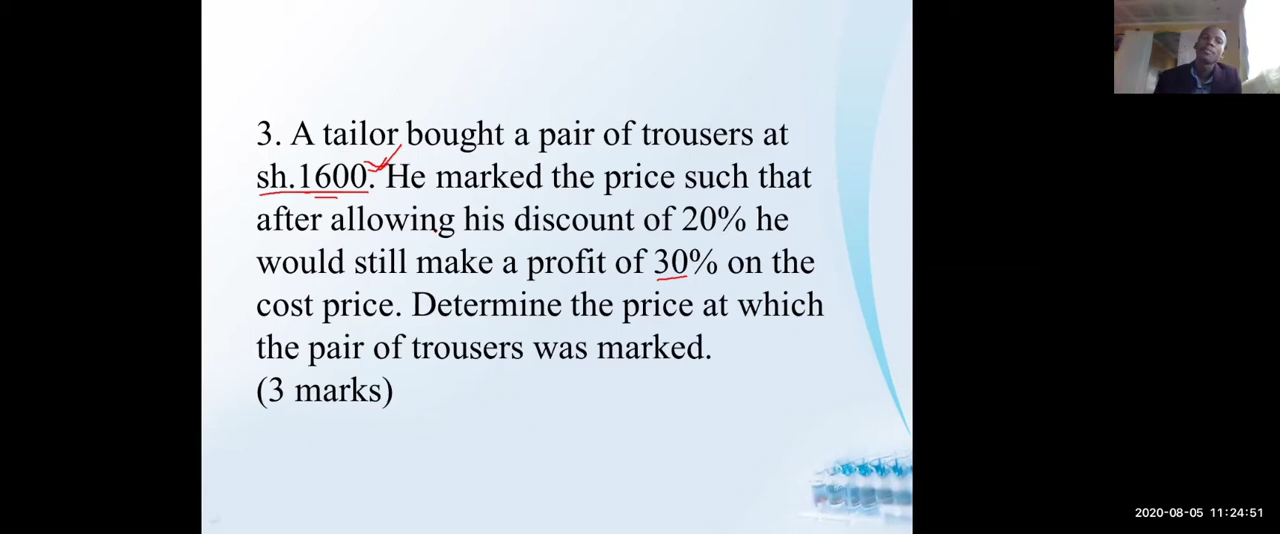 3. A tailor bought a pair of trousers at
sh.1600. He marked the price such that
after allowing his discount of 20% he
would still make a profit of 30% on the
cost price. Determine the price at which
the pair of trousers was marked.
(3 marks)
2020-08-05 11:24:51